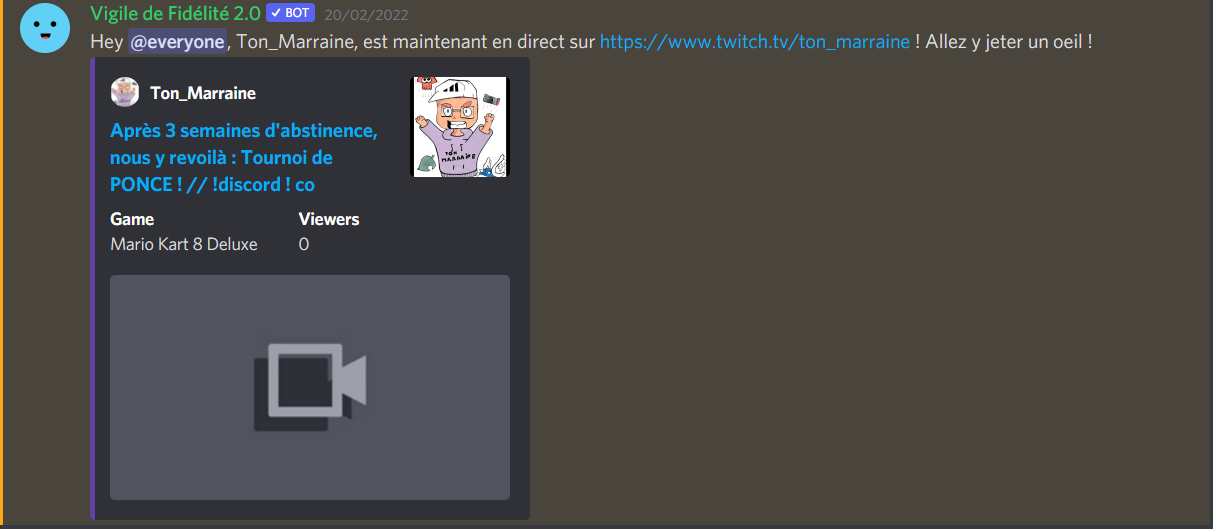 Vigile de Fidélité 2.0 ✓ BOT 20/02/2022
Hey @everyone, Ton_Marraine, est maintenant en direct sur https://www.twitch.tv/ton_marraine ! Allez y jeter un oeil !
Ton_Marraine
Après 3 semaines d'abstinence,
nous y revoilà : Tournoi de
PONCE ! // !discord ! co
TON
MARRAINE
Game Viewers
Mario Kart 8 Deluxe 0